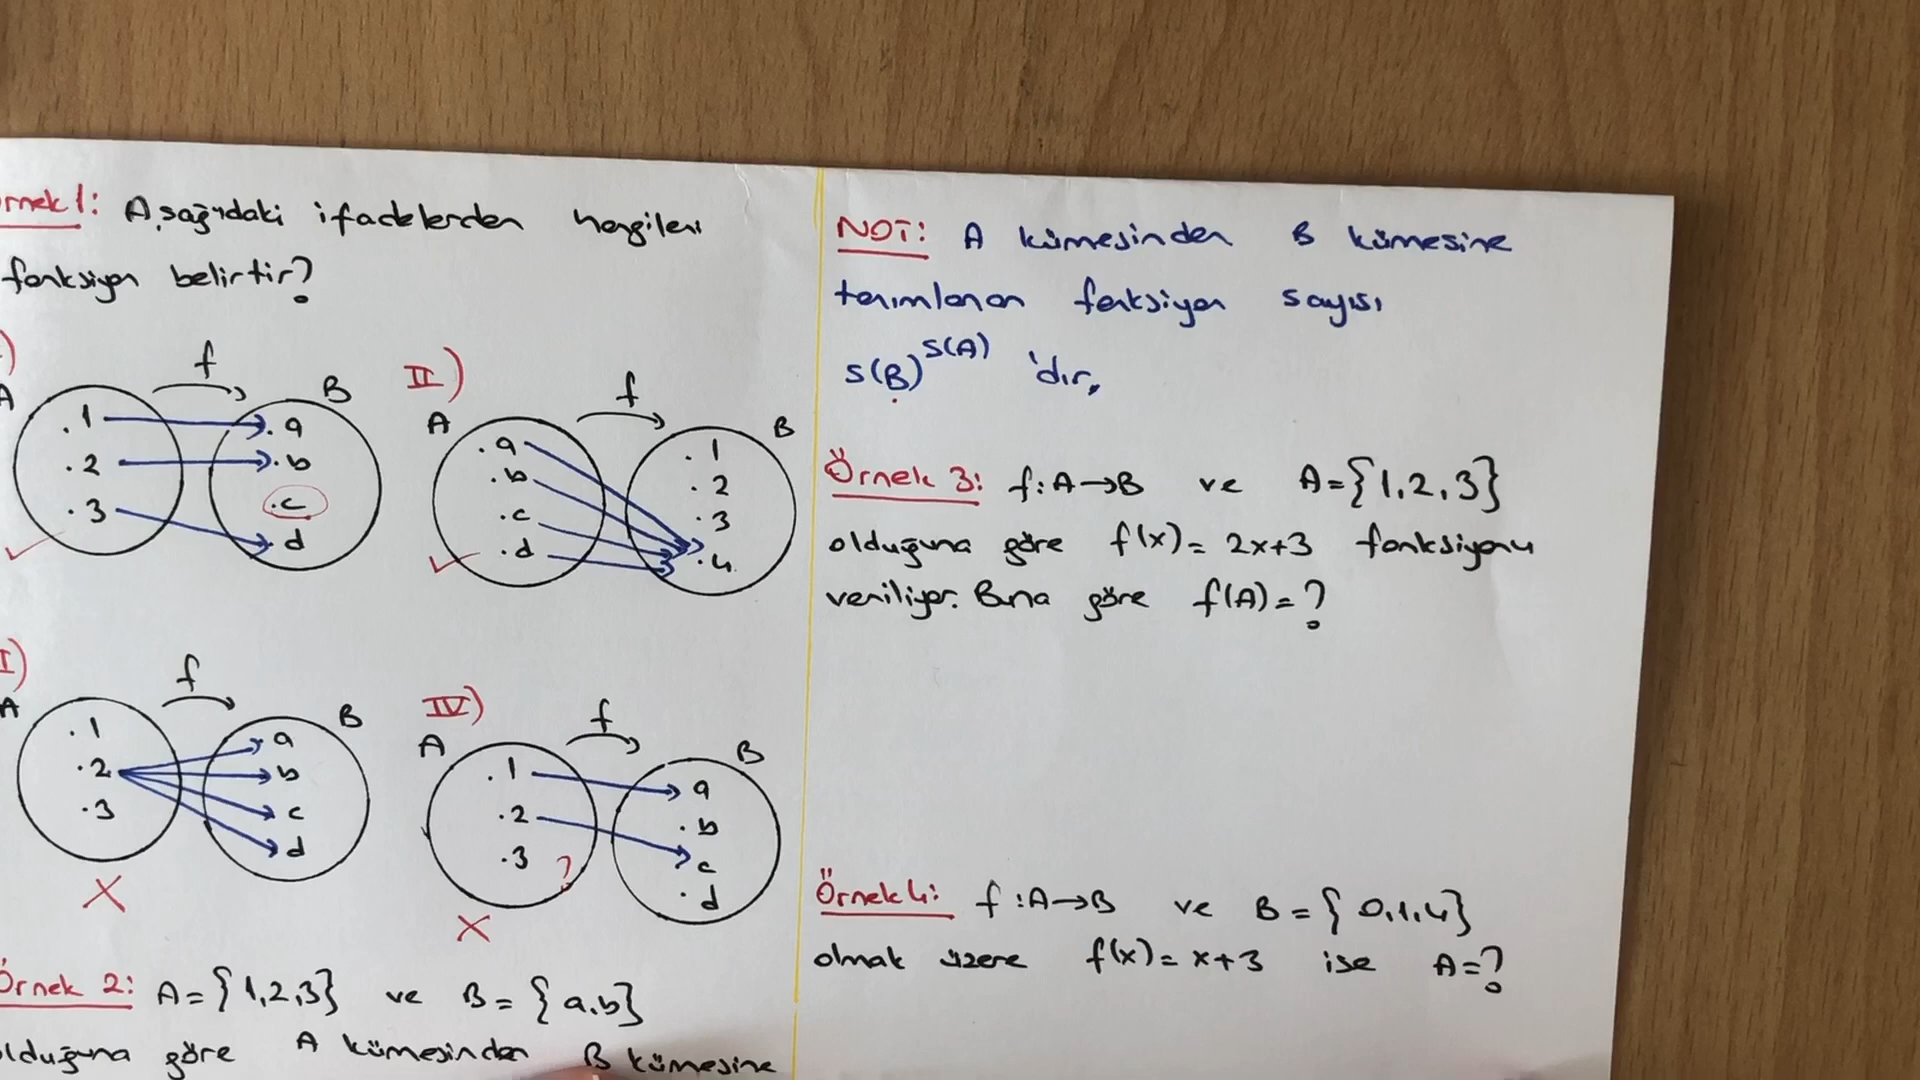 rnek 1: Aşağıdaki ifadelerden hangileri
fonksiyon belirtir?
)
f
A
B
.1
.2
.3
.a
.b
.c
d
II)
f
A
B
.a
.b
.c
.d
.1
.2
.3
.4
I)
f
A
B
.1
.2
.3
a
b
c
d
X
IV)
f
A
B
.1
.2
.3
?
a
.b
c
.d
X
Örnek 2: A={1,2,3} ve B={a,b}
olduğuna göre A kümesinden B kümesine
NOT: A kümesinden B kümesine
tanımlanan fonksiyon sayısı
s(B)^s(A) 'dır.
Örnek 3: f:A→B ve A={1,2,3}
olduğuna göre f(x)=2x+3 fonksiyonu
veriliyor. Buna göre f(A)=?
Örnek 4: f:A→B ve B={0,1,4}
olmak üzere f(x)=x+3 ise A=?